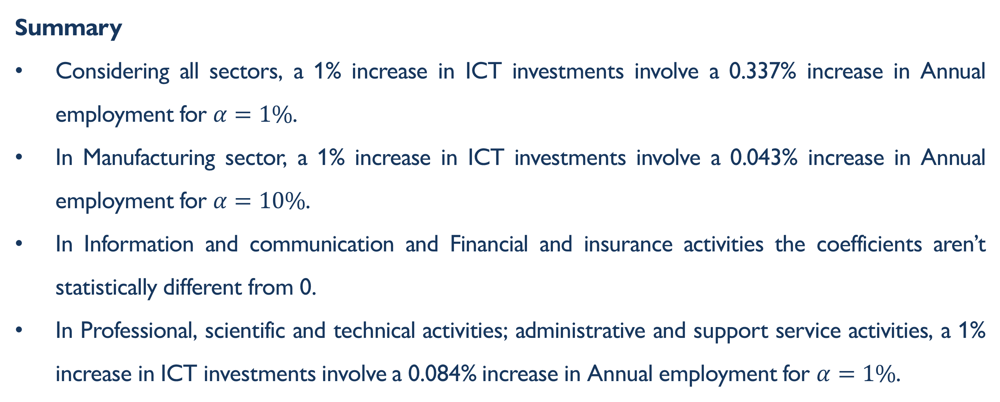 Summary
• Considering all sectors, a 1% increase in ICT investments involve a 0.337% increase in Annual
employment for α = 1%.
• In Manufacturing sector, a 1% increase in ICT investments involve a 0.043% increase in Annual
employment for α = 10%.
• In Information and communication and Financial and insurance activities the coefficients aren’t
statistically different from 0.
• In Professional, scientific and technical activities; administrative and support service activities, a 1%
increase in ICT investments involve a 0.084% increase in Annual employment for α = 1%.